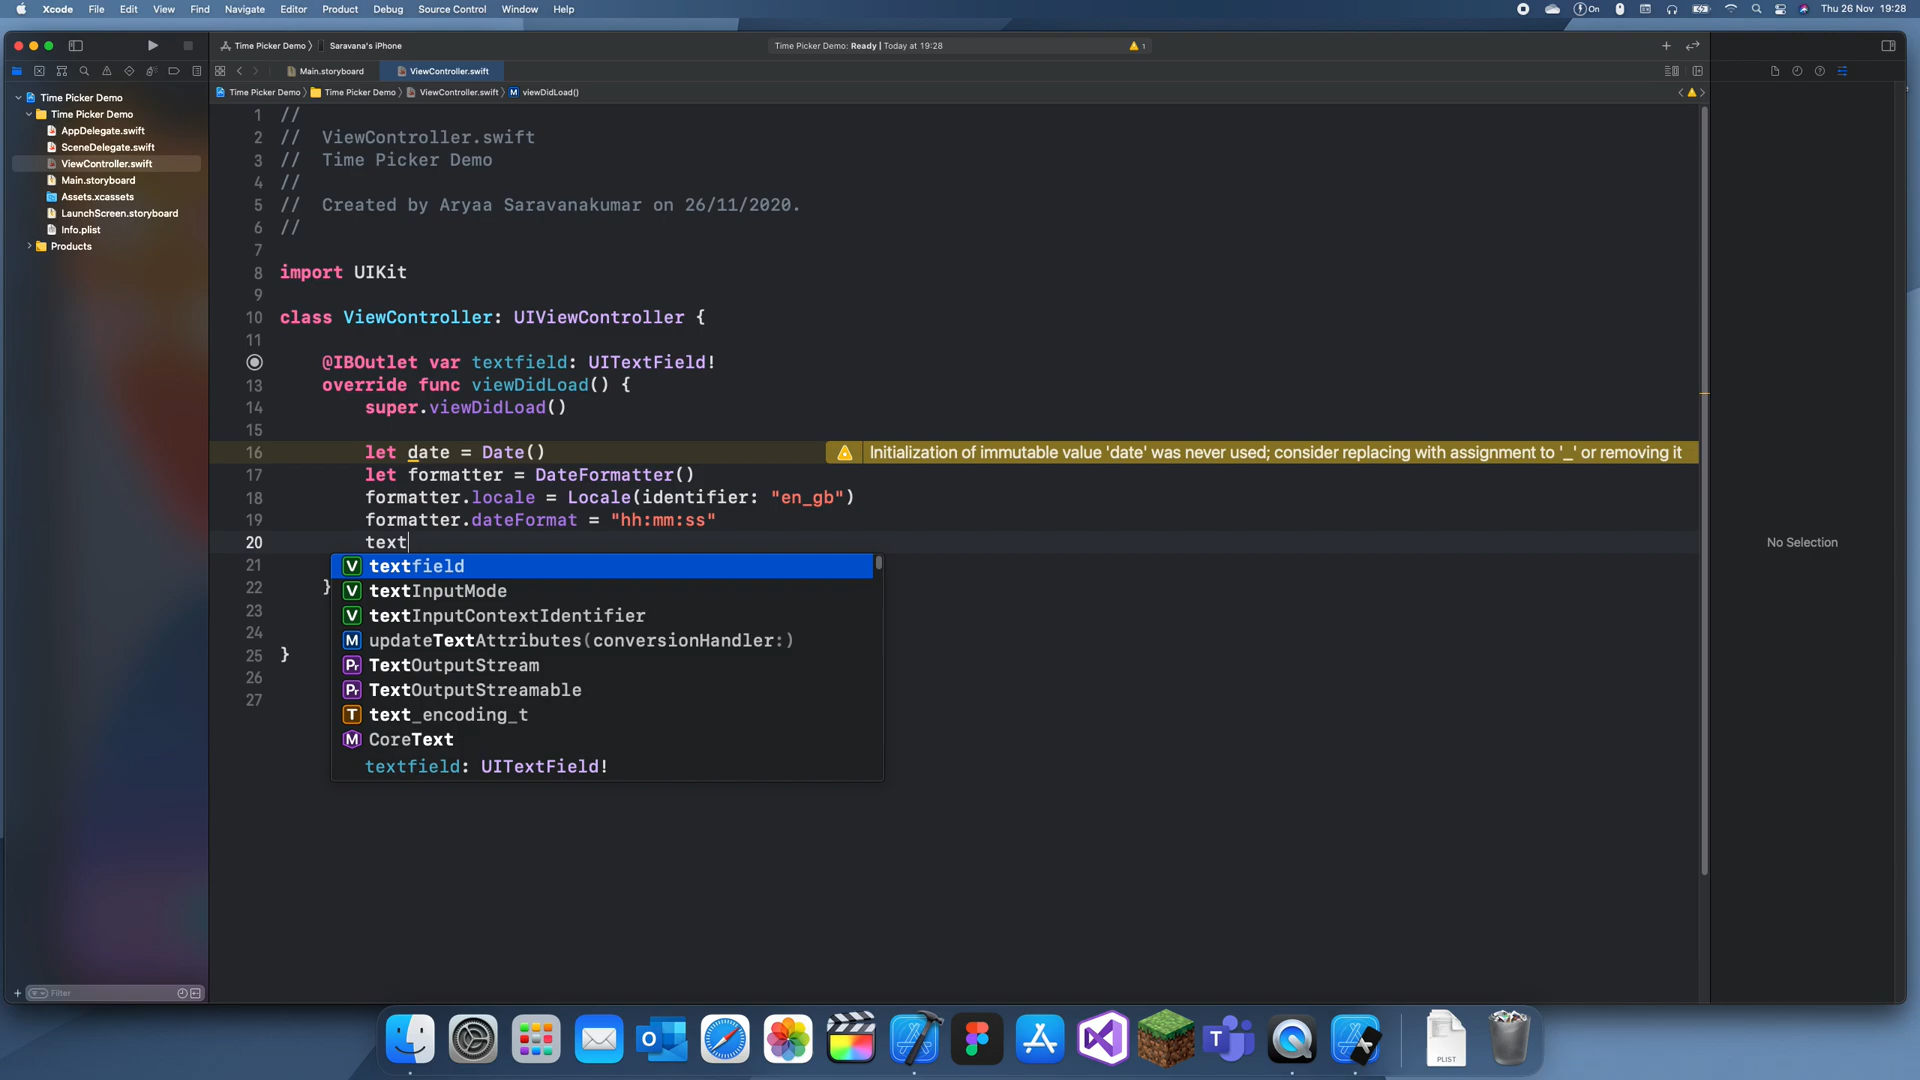 Xcode File Edit View Find Navigate Editor Product Debug Source Control Window Help On Thu 26 Nov 19:28
Time Picker Demo Saravana's iPhone Time Picker Demo: Ready | Today at 19:28 1
Main.storyboard ViewController.swift
Time Picker Demo Time Picker Demo ViewController.swift M viewDidLoad()
Time Picker Demo
Time Picker Demo
AppDelegate.swift
SceneDelegate.swift
ViewController.swift
Main.storyboard
Assets.xcassets
LaunchScreen.storyboard
Info.plist
Products
1 //
2 // ViewController.swift
3 // Time Picker Demo
4 //
5 // Created by Aryaa Saravanakumar on 26/11/2020.
6 //
7
8 import UIKit
9
10 class ViewController: UIViewController {
11
@IBOutlet var textfield: UITextField!
13 override func viewDidLoad() {
14 super.viewDidLoad()
15
16 let date = Date() Initialization of immutable value 'date' was never used; consider replacing with assignment to '_' or removing it
17 let formatter = DateFormatter()
18 formatter.locale = Locale(identifier: "en_gb")
19 formatter.dateFormat = "hh:mm:ss"
20 text
21
22 }
23
24
25 }
26
27
V textfield
V textInputMode
V textInputContextIdentifier
M updateTextAttributes(conversionHandler:)
Pr TextOutputStream
Pr TextOutputStreamable
T text_encoding_t
M CoreText
textfield: UITextField!
No Selection
Filter
PLIST